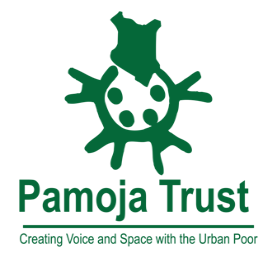 Pamoja Trust
Creating Voice and Space with the Urban Poor